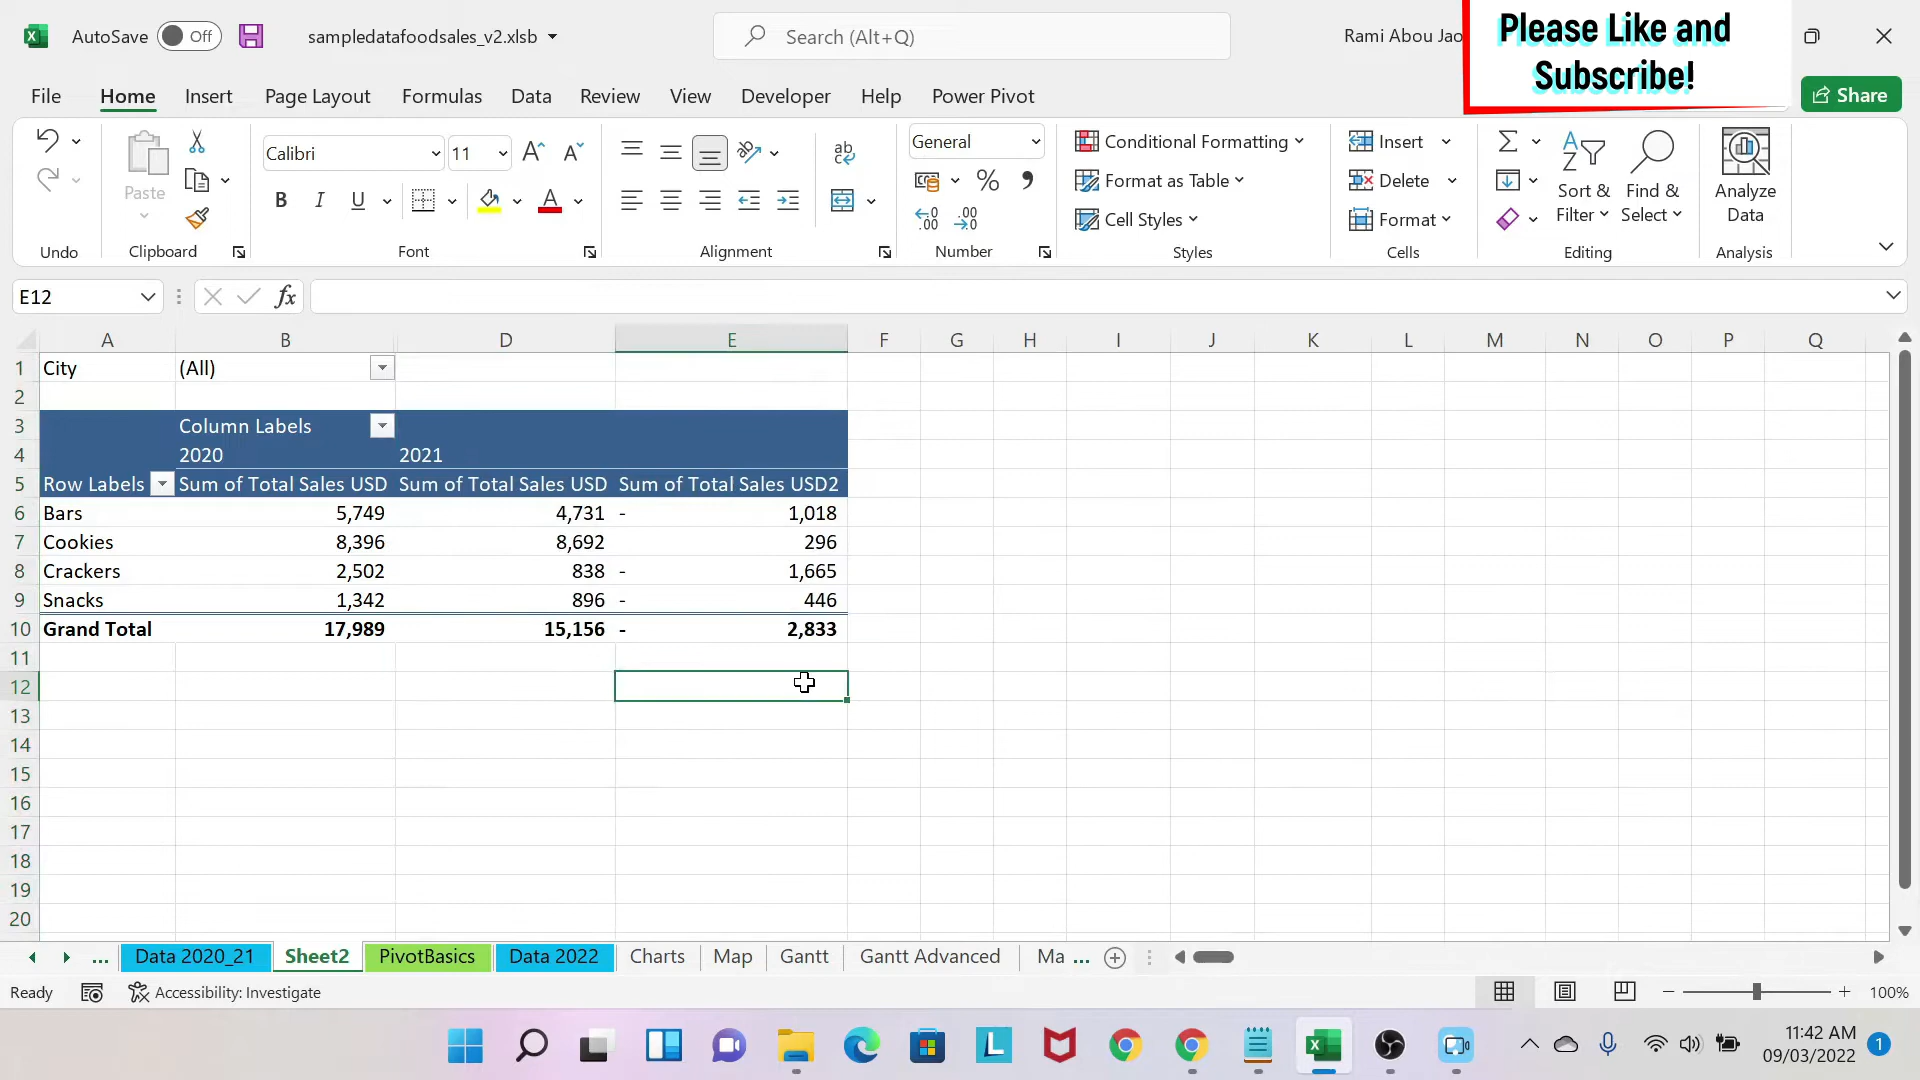 AutoSave Off sampledatafoodsales_v2.xlsb Search (Alt+Q) Rami Abou Jao
Please Like and
Subscribe!
File Home Insert Page Layout Formulas Data Review View Developer Help Power Pivot Share
Paste
Calibri 11
B I U
ab
General
Conditional Formatting
Format as Table
Cell Styles
Insert
Delete
Format
Sort &
Filter
Find &
Select
Analyze
Data
Undo Clipboard Font Alignment Number Styles Cells Editing Analysis
E12 fx
A B D E F G H I J K L M N O P Q
1 City (All)
2
3 Column Labels
4 2020 2021
5 Row Labels Sum of Total Sales USD Sum of Total Sales USD Sum of Total Sales USD2
6 Bars 5,749 4,731 - 1,018
7 Cookies 8,396 8,692 296
8 Crackers 2,502 838 - 1,665
9 Snacks 1,342 896 - 446
10 Grand Total 17,989 15,156 - 2,833
11
12
13
14
15
16
17
18
19
20
... Data 2020_21 Sheet2 PivotBasics Data 2022 Charts Map Gantt Gantt Advanced Ma ...
Ready Accessibility: Investigate 100%
11:42 AM
09/03/2022 1